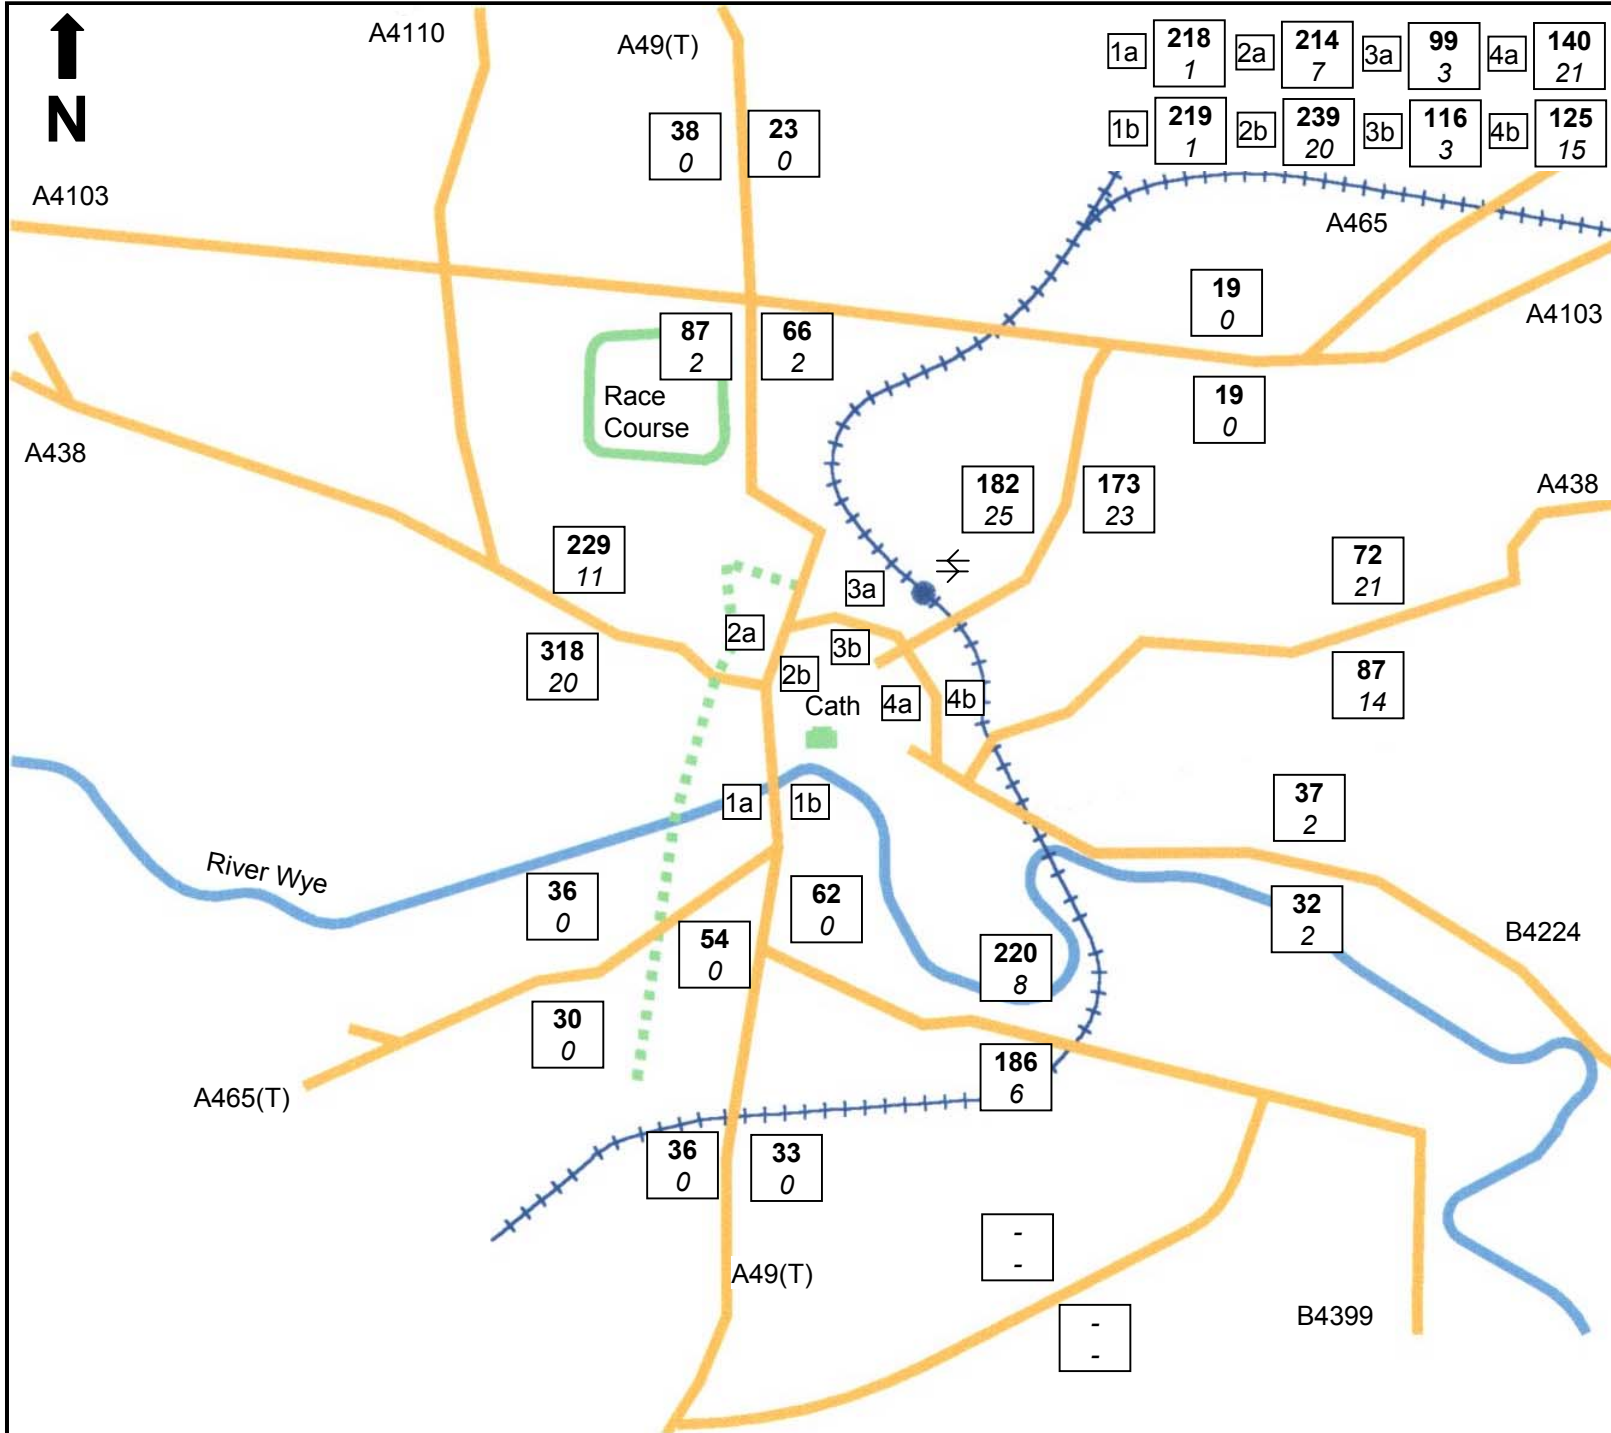 A4110
A49(T)
N
1a
218
1
2a
214
7
3a
99
3
4a
140
21
1b
219
1
2b
239
20
3b
116
3
4b
125
15
38
0
23
0
A4103
A465
19
0
A4103
87
2
66
2
Race
Course
19
0
A438
182
25
173
23
A438
229
11
72
21
3a
318
20
2a
3b
2b
87
14
4a
4b
Cath
1a
1b
37
2
River Wye
36
0
62
0
32
2
B4224
54
0
220
8
30
0
A465(T)
186
6
36
0
33
0
-
-
A49(T)
B4399
-
-